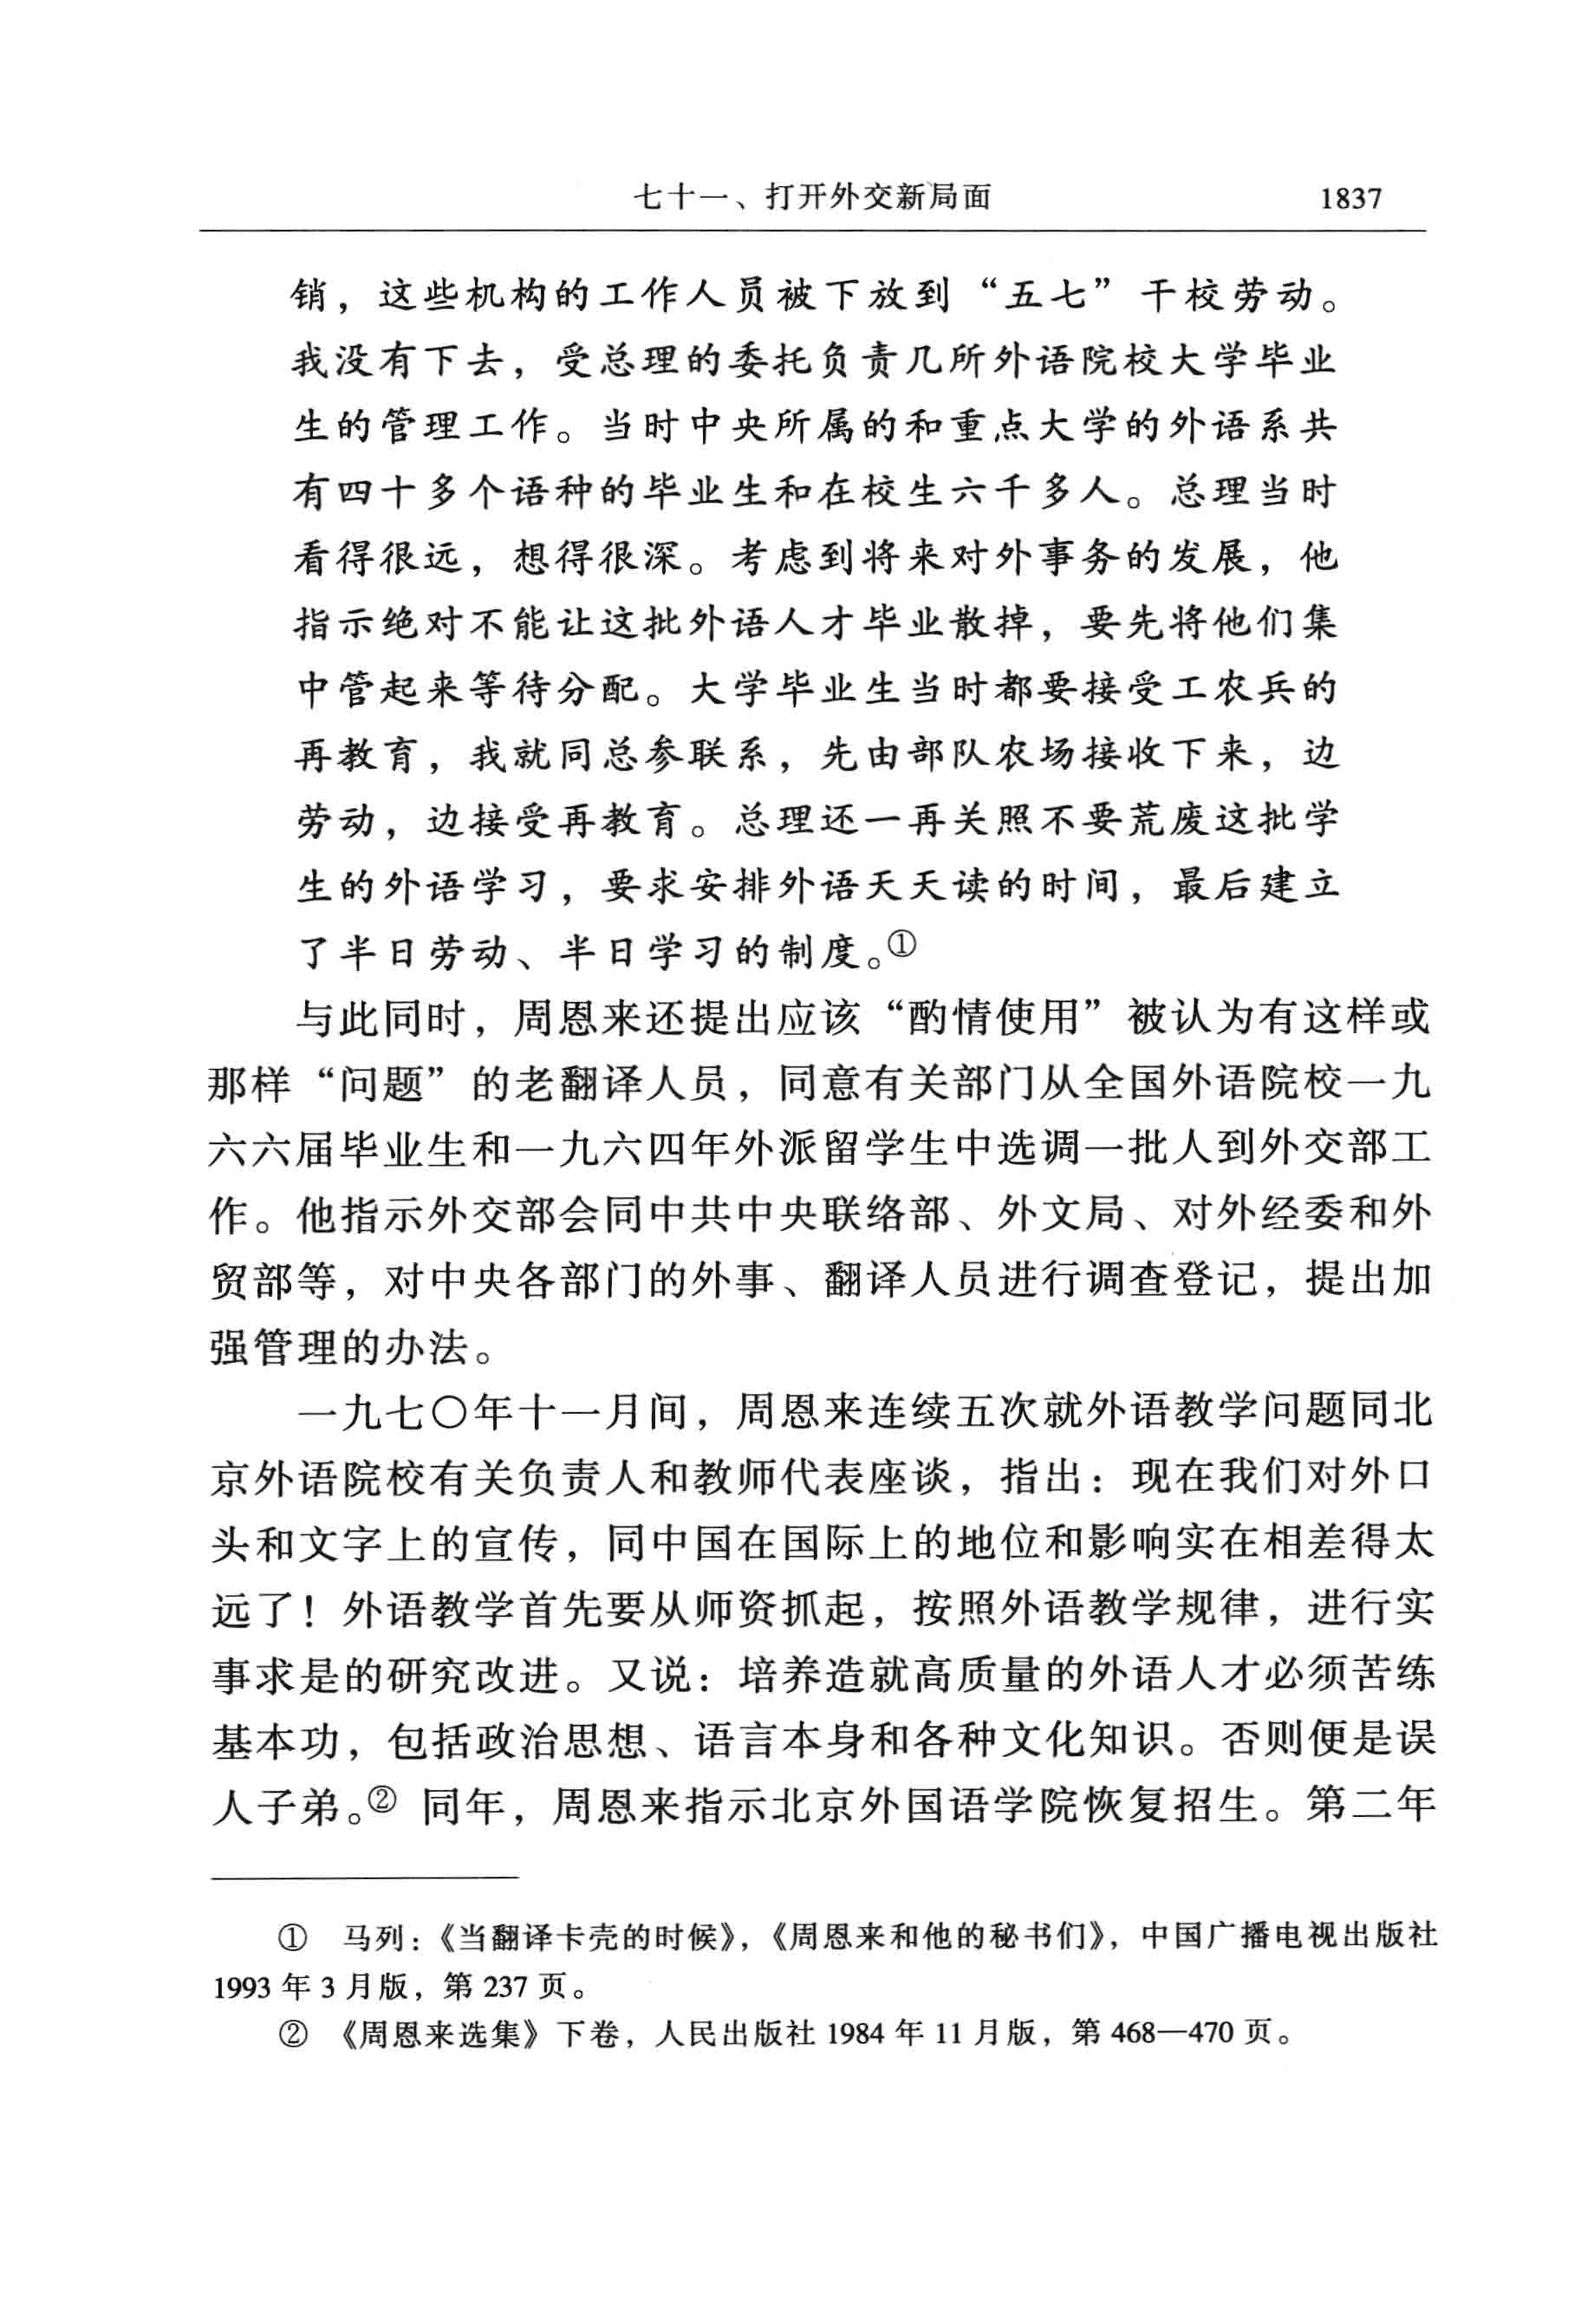 七十一、打开外交新局面 1837
销，这些机构的工作人员被下放到“五七”干校劳动。
我没有下去，受总理的委托负责几所外语院校大学毕业
生的管理工作。当时中央所属的和重点大学的外语系共
有四十多个语种的毕业生和在校生六千多人。总理当时
看得很远，想得很深。考虑到将来对外事务的发展，他
指示绝对不能让这批外语人才毕业散掉，要先将他们集
中管起来等待分配。大学毕业生当时都要接受工农兵的
再教育，我就同总参联系，先由部队农场接收下来，边
劳动，边接受再教育。总理还一再关照不要荒废这批学
生的外语学习，要求安排外语天天读的时间，最后建立
了半日劳动、半日学习的制度。①
与此同时，周恩来还提出应该“酌情使用”被认为有这样或
那样“问题”的老翻译人员，同意有关部门从全国外语院校一九
六六届毕业生和一九六四年外派留学生中选调一批人到外交部工
作。他指示外交部会同中共中央联络部、外文局、对外经委和外
贸部等，对中央各部门的外事、翻译人员进行调查登记，提出加
强管理的办法。
一九七〇年十一月间，周恩来连续五次就外语教学问题同北
京外语院校有关负责人和教师代表座谈，指出：现在我们对外口
头和文字上的宣传，同中国在国际上的地位和影响实在相差得太
远了！外语教学首先要从师资抓起，按照外语教学规律，进行实
事求是的研究改进。又说：培养造就高质量的外语人才必须苦练
基本功，包括政治思想、语言本身和各种文化知识。否则便是误
人子弟。② 同年，周恩来指示北京外国语学院恢复招生。第二年
① 马列：《当翻译卡壳的时候》，《周恩来和他的秘书们》，中国广播电视出版社
1993 年 3 月版，第 237 页。
② 《周恩来选集》下卷，人民出版社 1984 年 11 月版，第 468—470 页。